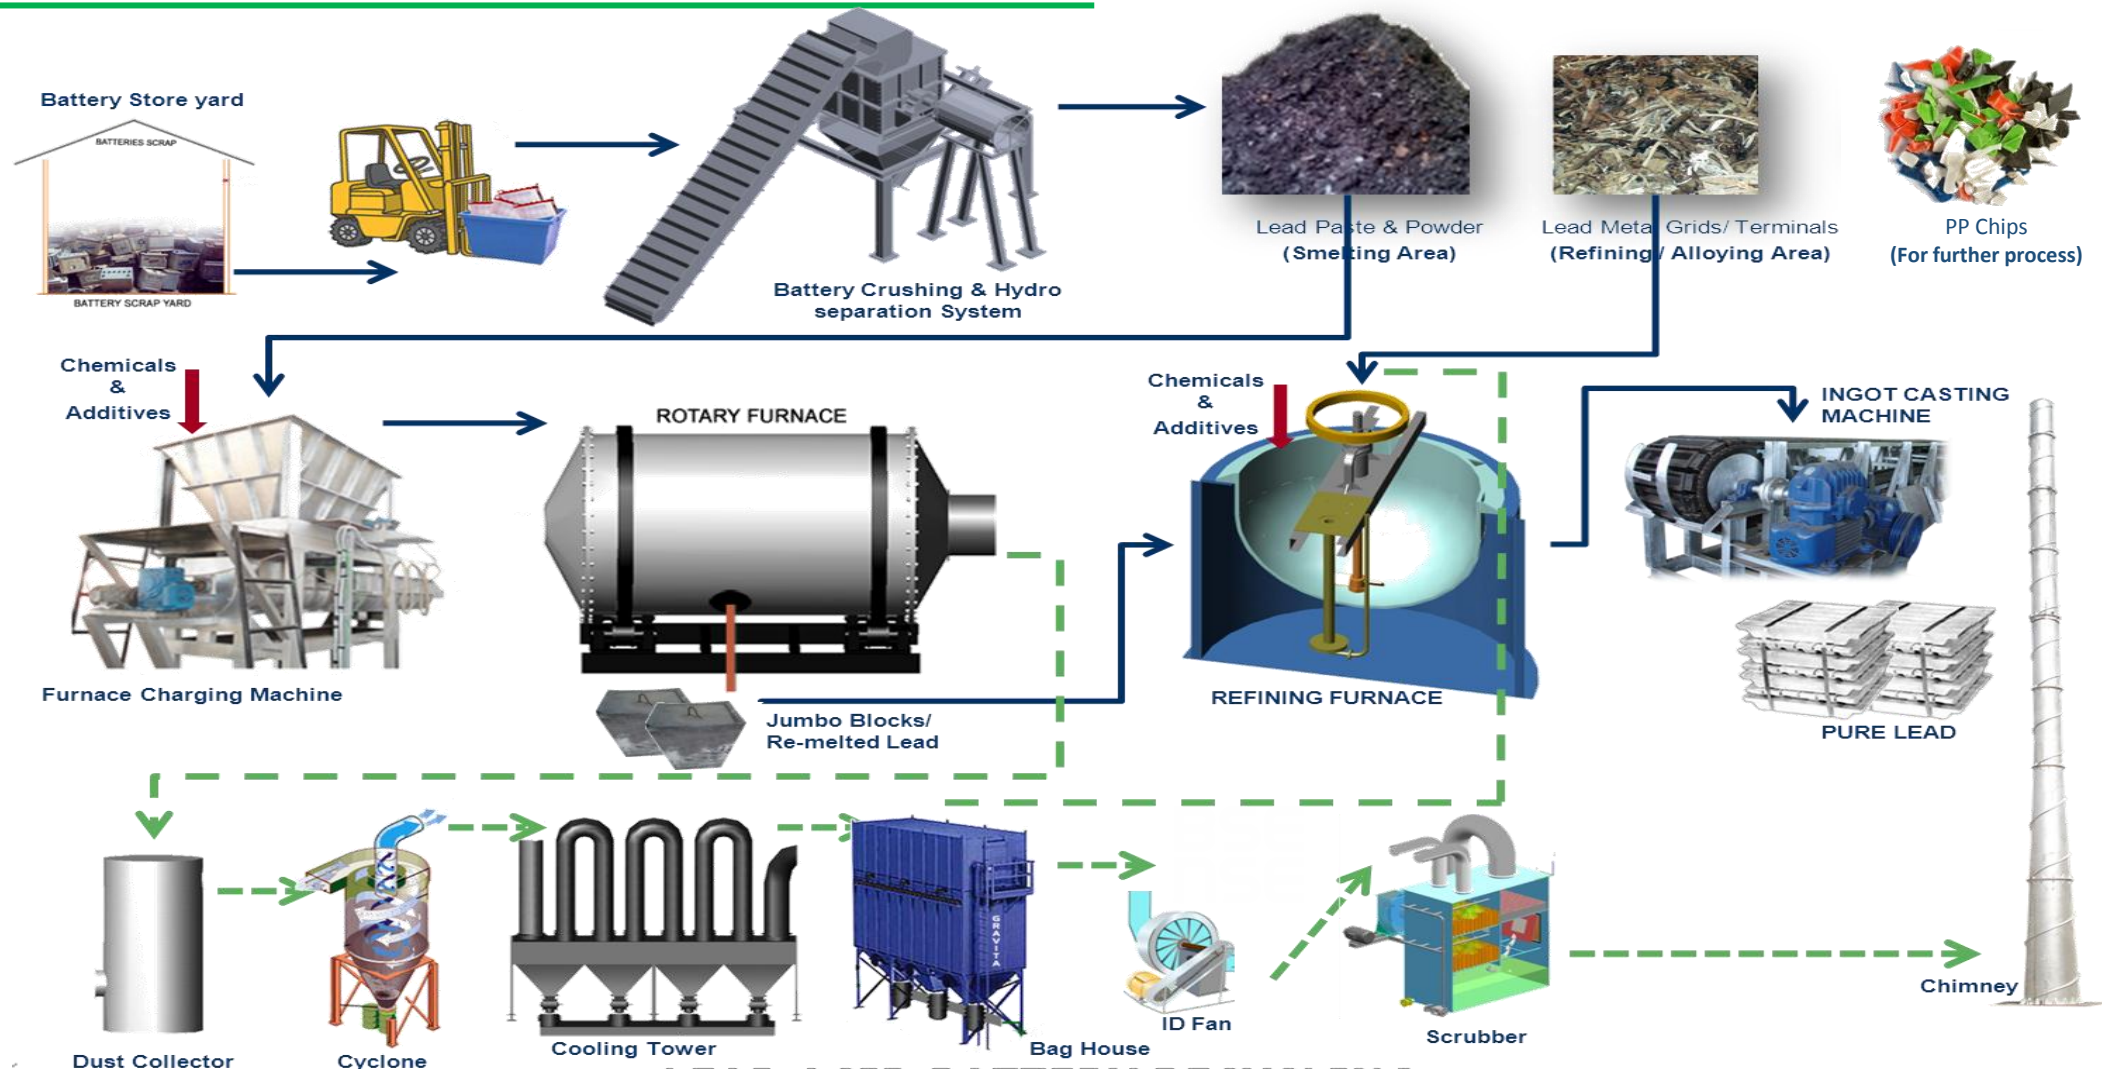 Battery Store yard
BATTERIES SCRAP
BATTERY SCRAP YARD
Battery Crushing & Hydro
separation System
Lead Paste & Powder
(Smelting Area)
Lead Metal Grids/ Terminals
(Refining / Alloying Area)
PP Chips
(For further process)
Chemicals
&
Additives
Furnace Charging Machine
ROTARY FURNACE
Jumbo Blocks/
Re-melted Lead
Chemicals
&
Additives
REFINING FURNACE
INGOT CASTING
MACHINE
PURE LEAD
Dust Collector
Cyclone
Cooling Tower
GRAVITA
Bag House
ID Fan
Scrubber
Chimney